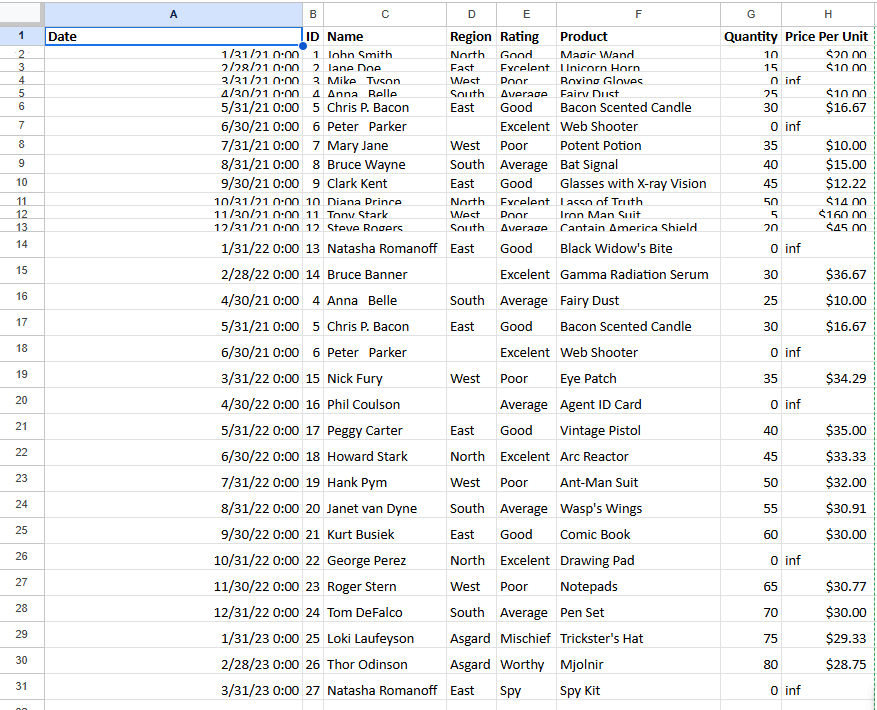 A B C D E F G H
1 Date ID Name Region Rating Product Quantity Price Per Unit
2 1/31/21 0:00 1 John Smith North Good Magic Wand 10 $20.00
3 2/28/21 0:00 2 Jane Doe East Excelent Unicorn Horn 15 $10.00
4 3/31/21 0:00 3 Mike Tyson West Poor Boxing Gloves 0 inf
5 4/30/21 0:00 4 Anna Belle South Average Fairy Dust 25 $10.00
6 5/31/21 0:00 5 Chris P. Bacon East Good Bacon Scented Candle 30 $16.67
7 6/30/21 0:00 6 Peter Parker Excelent Web Shooter 0 inf
8 7/31/21 0:00 7 Mary Jane West Poor Potent Potion 35 $10.00
9 8/31/21 0:00 8 Bruce Wayne South Average Bat Signal 40 $15.00
10 9/30/21 0:00 9 Clark Kent East Good Glasses with X-ray Vision 45 $12.22
11 10/31/21 0:00 10 Diana Prince North Excelent Lasso of Truth 50 $14.00
12 11/30/21 0:00 11 Tony Stark West Poor Iron Man Suit 5 $160.00
13 12/31/21 0:00 12 Steve Rogers South Average Captain America Shield 20 $45.00
14 1/31/22 0:00 13 Natasha Romanoff East Good Black Widow's Bite 0 inf
15 2/28/22 0:00 14 Bruce Banner Excelent Gamma Radiation Serum 30 $36.67
16 4/30/21 0:00 4 Anna Belle South Average Fairy Dust 25 $10.00
17 5/31/21 0:00 5 Chris P. Bacon East Good Bacon Scented Candle 30 $16.67
18 6/30/21 0:00 6 Peter Parker Excelent Web Shooter 0 inf
19 3/31/22 0:00 15 Nick Fury West Poor Eye Patch 35 $34.29
20 4/30/22 0:00 16 Phil Coulson Average Agent ID Card 0 inf
21 5/31/22 0:00 17 Peggy Carter East Good Vintage Pistol 40 $35.00
22 6/30/22 0:00 18 Howard Stark North Excelent Arc Reactor 45 $33.33
23 7/31/22 0:00 19 Hank Pym West Poor Ant-Man Suit 50 $32.00
24 8/31/22 0:00 20 Janet van Dyne South Average Wasp's Wings 55 $30.91
25 9/30/22 0:00 21 Kurt Busiek East Good Comic Book 60 $30.00
26 10/31/22 0:00 22 George Perez North Excelent Drawing Pad 0 inf
27 11/30/22 0:00 23 Roger Stern West Poor Notepads 65 $30.77
28 12/31/22 0:00 24 Tom DeFalco South Average Pen Set 70 $30.00
29 1/31/23 0:00 25 Loki Laufeyson Asgard Mischief Trickster's Hat 75 $29.33
30 2/28/23 0:00 26 Thor Odinson Asgard Worthy Mjolnir 80 $28.75
31 3/31/23 0:00 27 Natasha Romanoff East Spy Spy Kit 0 inf